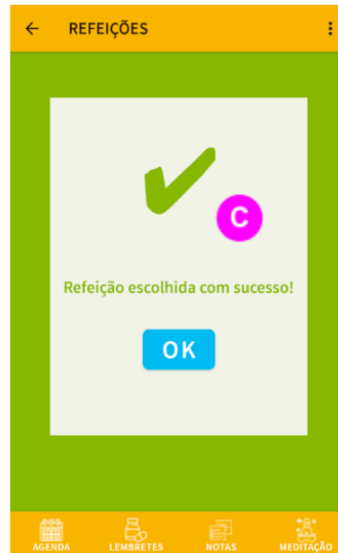 REFEIÇÕES
C
Refeição escolhida com sucesso!
OK
AGENDA LEMBRETES NOTAS MEDITAÇÃO